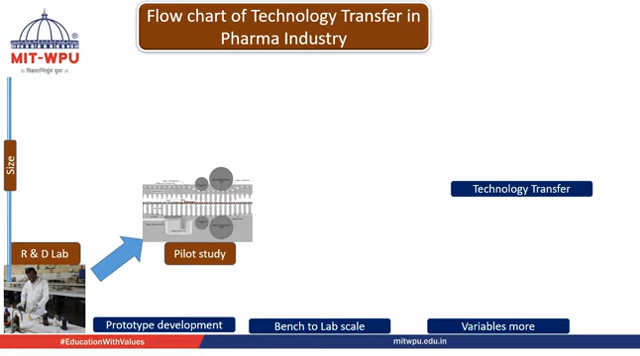 Flow chart of Technology Transfer in
Pharma Industry
MIT-WPU
®
Size
Technology Transfer
R & D Lab
Pilot study
Prototype development
Bench to Lab scale
Variables more
#EducationWithValues
mitwpu.edu.in